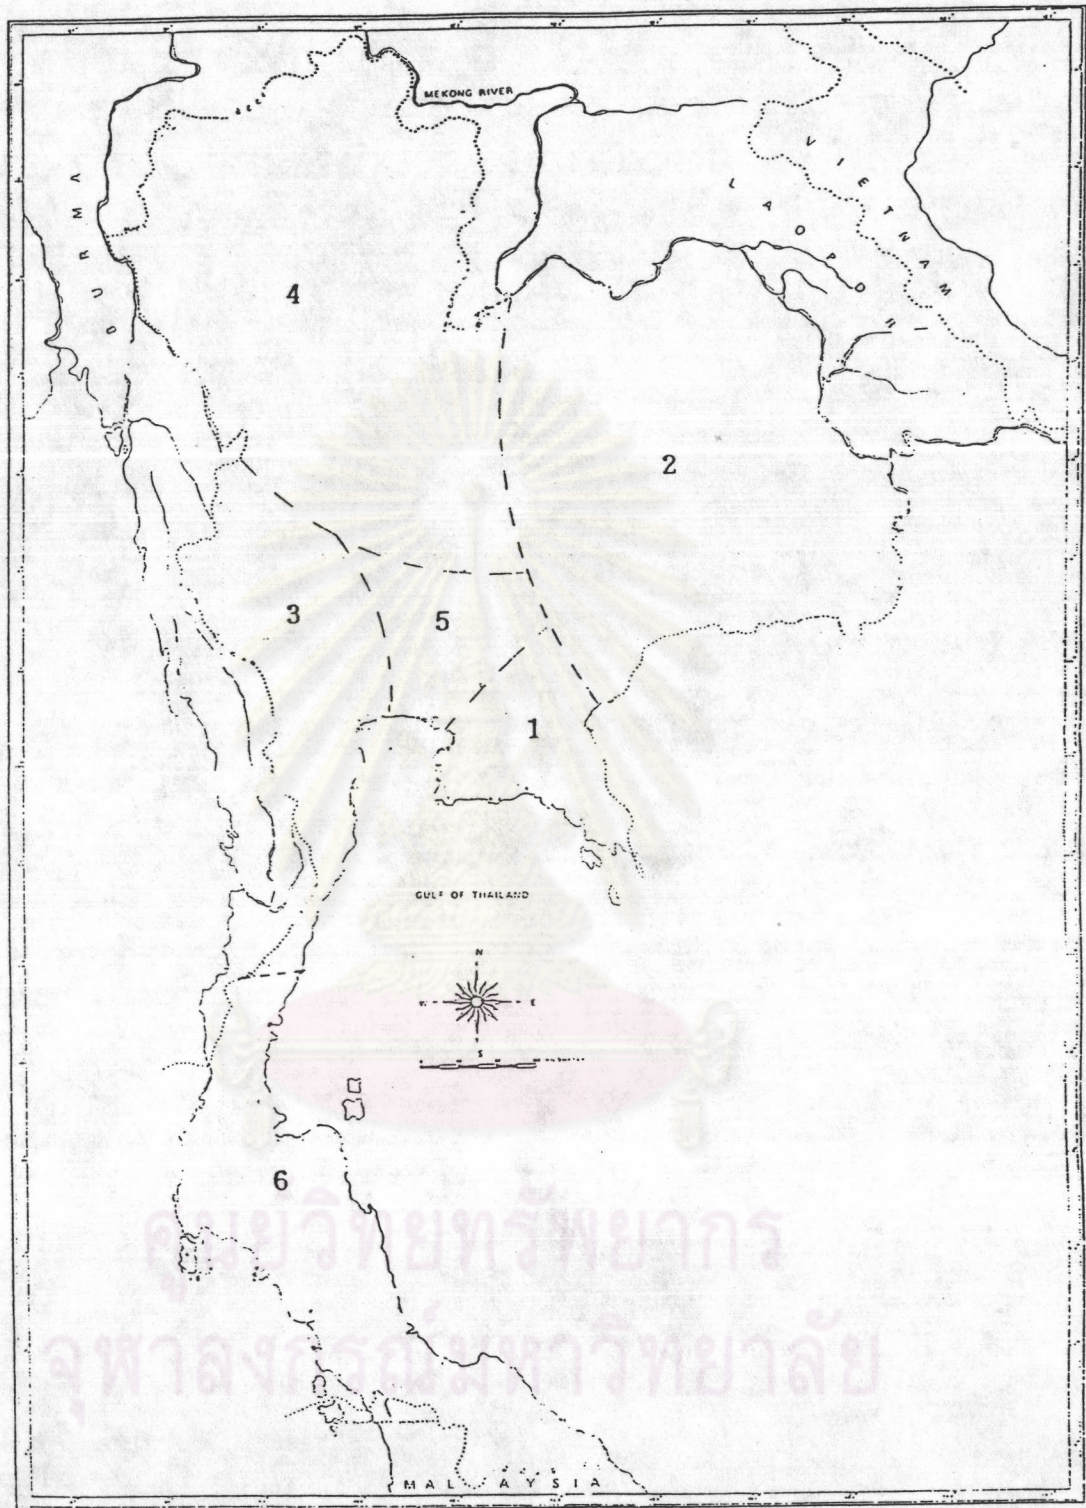 MEKONG RIVER
BURMA
LAOPO
VIETNAM
4
2
3
5
1
GULF OF THAILAND
N
E
S
6
ศูนย์วิทยทรัพยากร
จุฬาลงกรณ์มหาวิทยาลัย
MALAYSIA